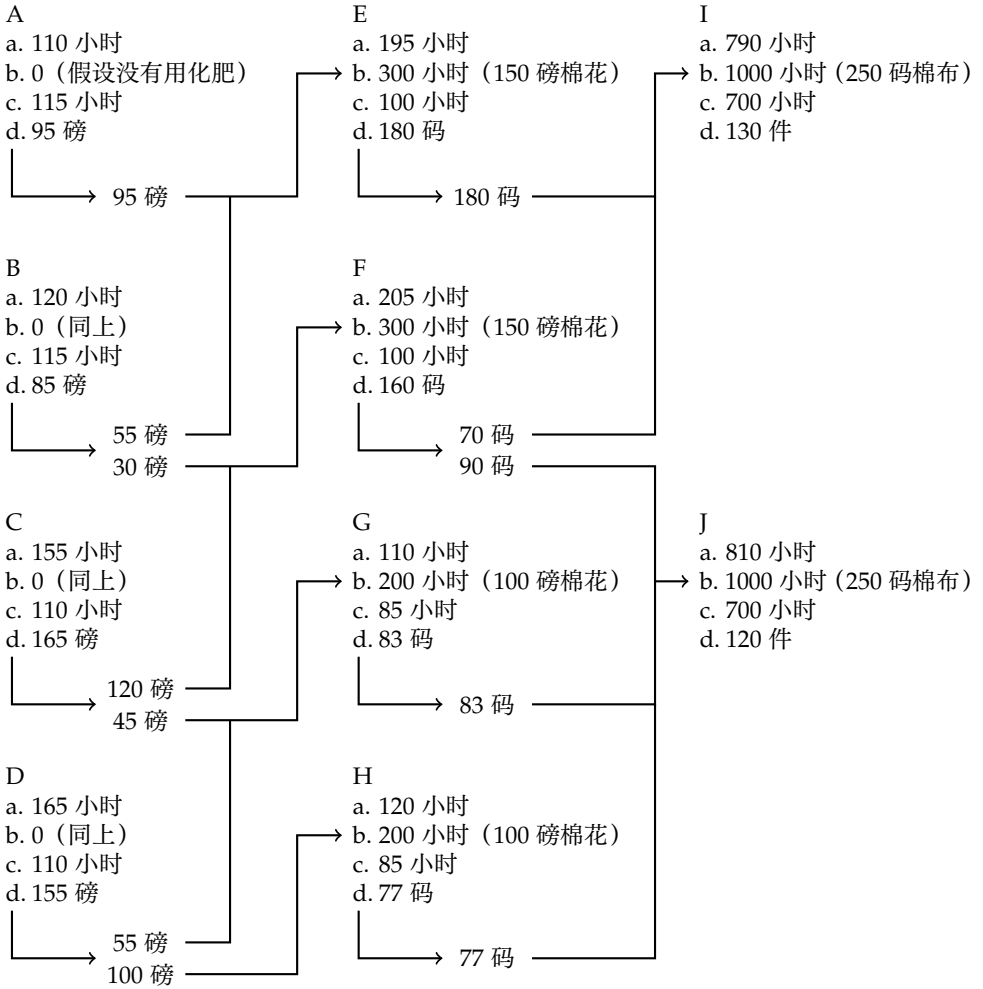 A
a. 110 小时
b. 0（假设没有用化肥）
c. 115 小时
d. 95 磅
95 磅
B
a. 120 小时
b. 0（同上）
c. 115 小时
d. 85 磅
55 磅
30 磅
C
a. 155 小时
b. 0（同上）
c. 110 小时
d. 165 磅
120 磅
45 磅
D
a. 165 小时
b. 0（同上）
c. 110 小时
d. 155 磅
55 磅
100 磅
E
a. 195 小时
b. 300 小时（150 磅棉花）
c. 100 小时
d. 180 码
180 码
F
a. 205 小时
b. 300 小时（150 磅棉花）
c. 100 小时
d. 160 码
70 码
90 码
G
a. 110 小时
b. 200 小时（100 磅棉花）
c. 85 小时
d. 83 码
83 码
H
a. 120 小时
b. 200 小时（100 磅棉花）
c. 85 小时
d. 77 码
77 码
I
a. 790 小时
b. 1000 小时（250 码棉布）
c. 700 小时
d. 130 件
J
a. 810 小时
b. 1000 小时（250 码棉布）
c. 700 小时
d. 120 件